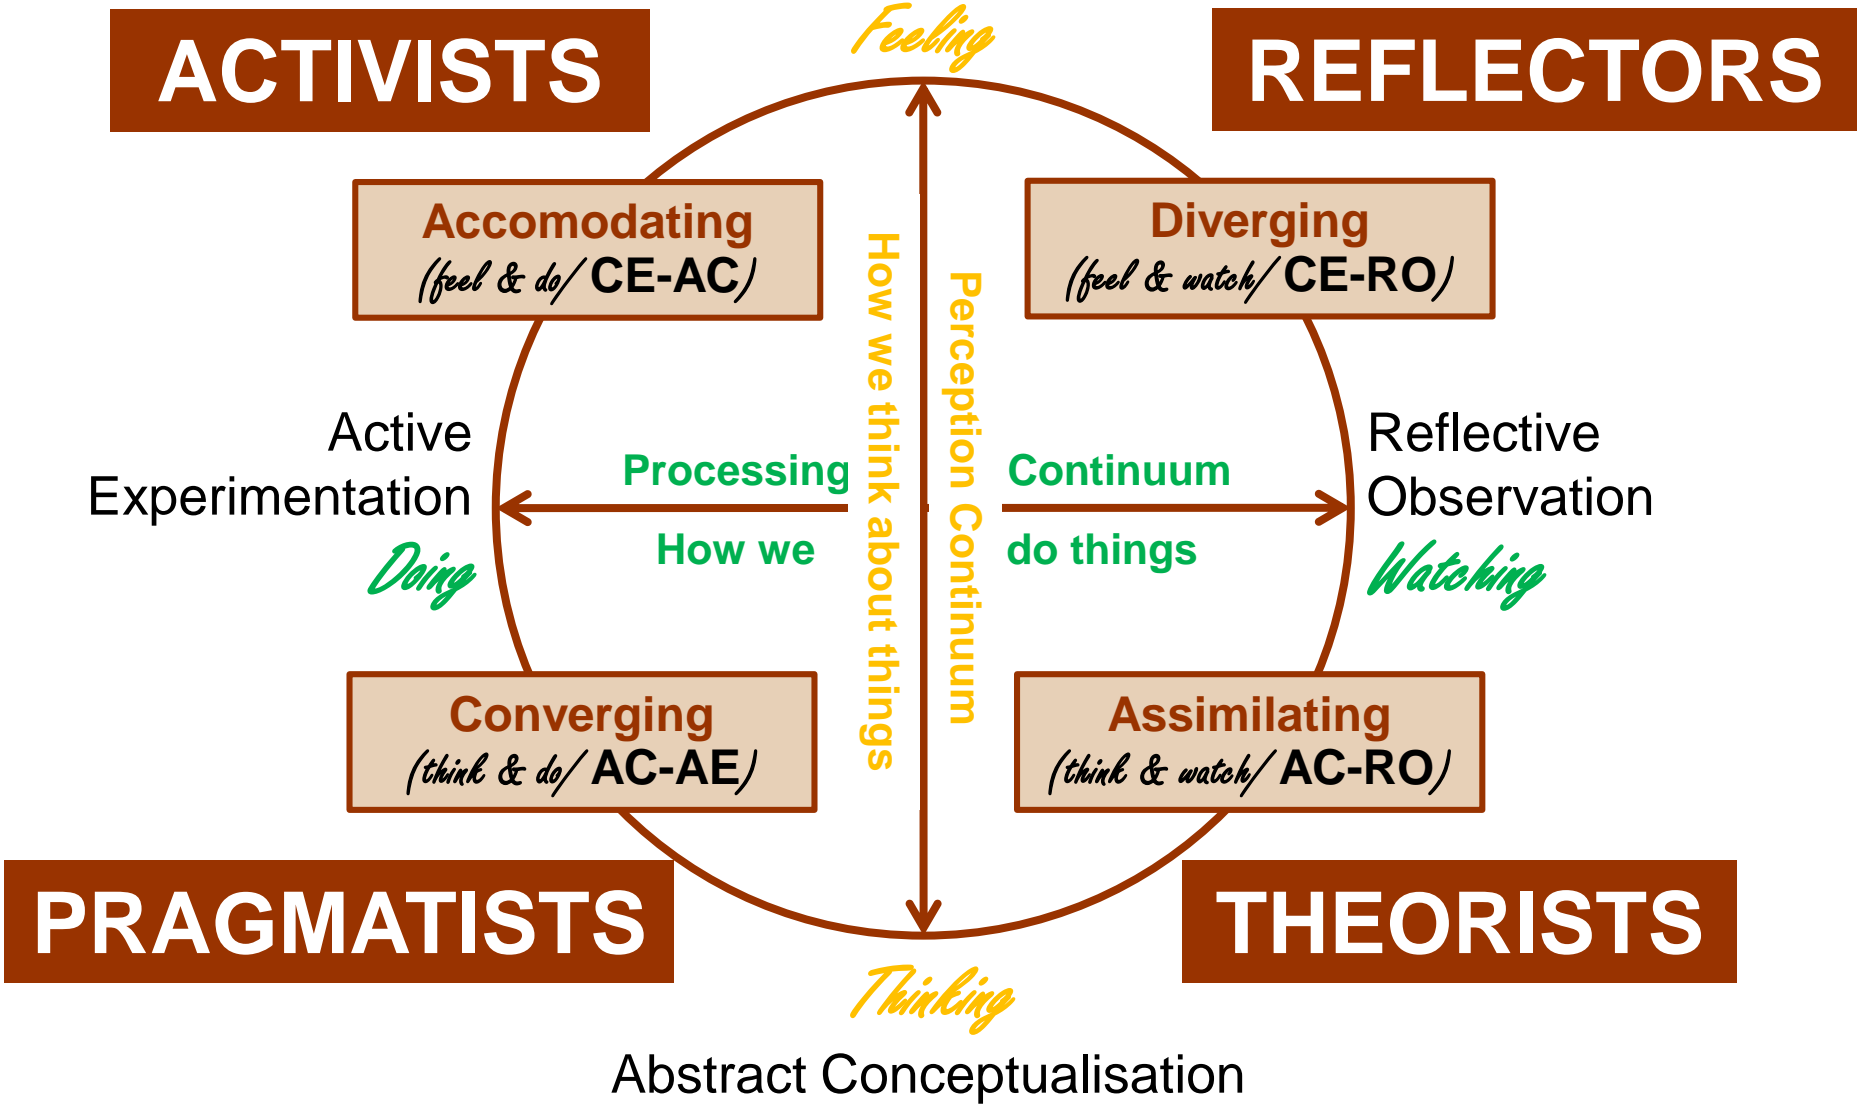 Feeling
ACTIVISTS
REFLECTORS
Accomodating
(feel & do/ CE-AC)
Diverging
(feel & watch/ CE-RO)
How we think about things
Perception Continuum
Active
Experimentation
Doing
Processing Continuum
How we do things
Reflective
Observation
Watching
Converging
(think & do/ AC-AE)
Assimilating
(think & watch/ AC-RO)
PRAGMATISTS
THEORISTS
Thinking
Abstract Conceptualisation